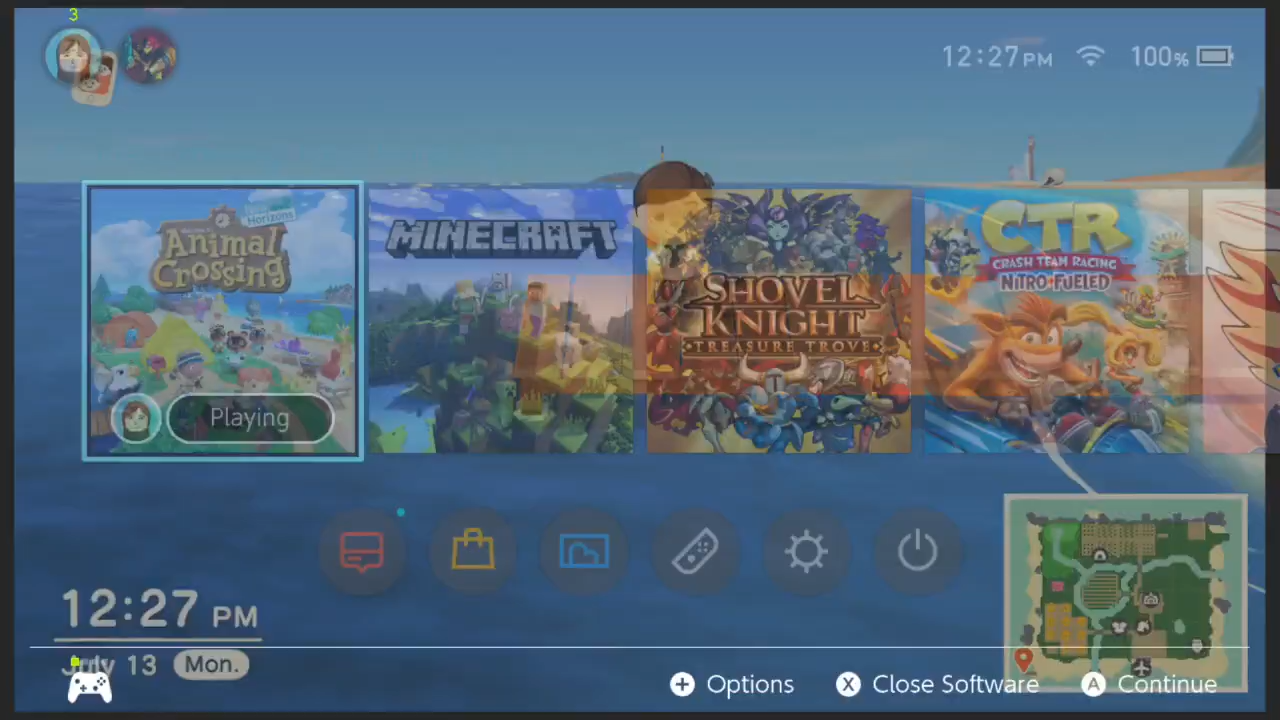 3
12:27 PM 100%
Horizons
Animal
Crossing
Playing
MINECRAFT
SHOVEL
KNIGHT
TREASURE TROVE
CTR
CRASH TEAM RACING
NITRO-FUELED
12:27 PM
July 13 Mon.
+ Options X Close Software A Continue